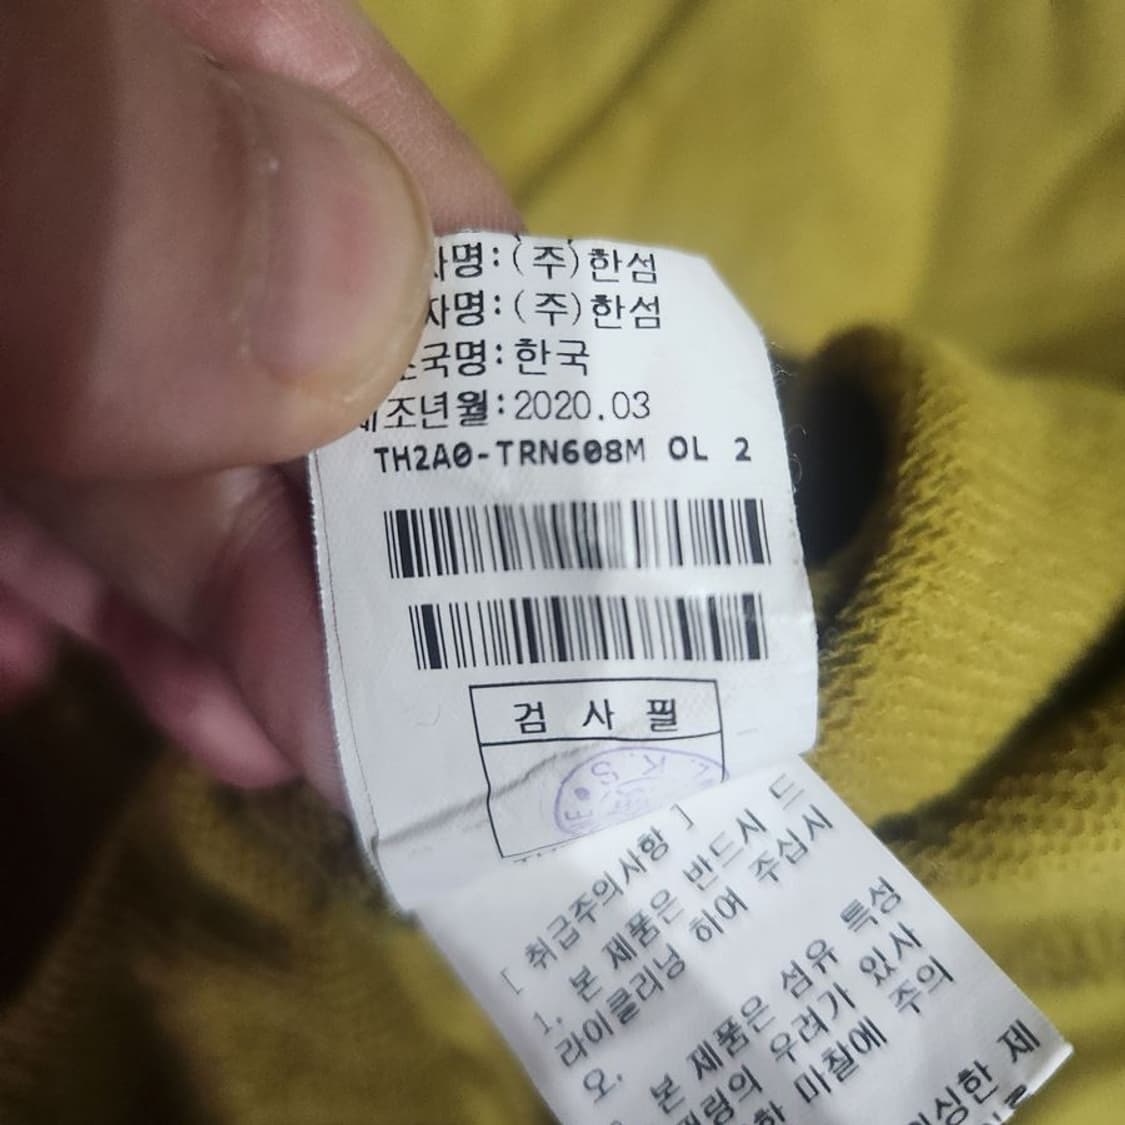 자명:(주)한섬
자명:(주)한섬
조국명:한국
제조년월:2020.03
TH2A0-TRN608M OL 2
검 사 필
K.S
[ 취급주의사항 ]
1. 본 제품은 반드시 드
라이클리닝 하여 주십시
오.
본 제품은 섬유 특성
우려가 있사
마찰에 주의
제